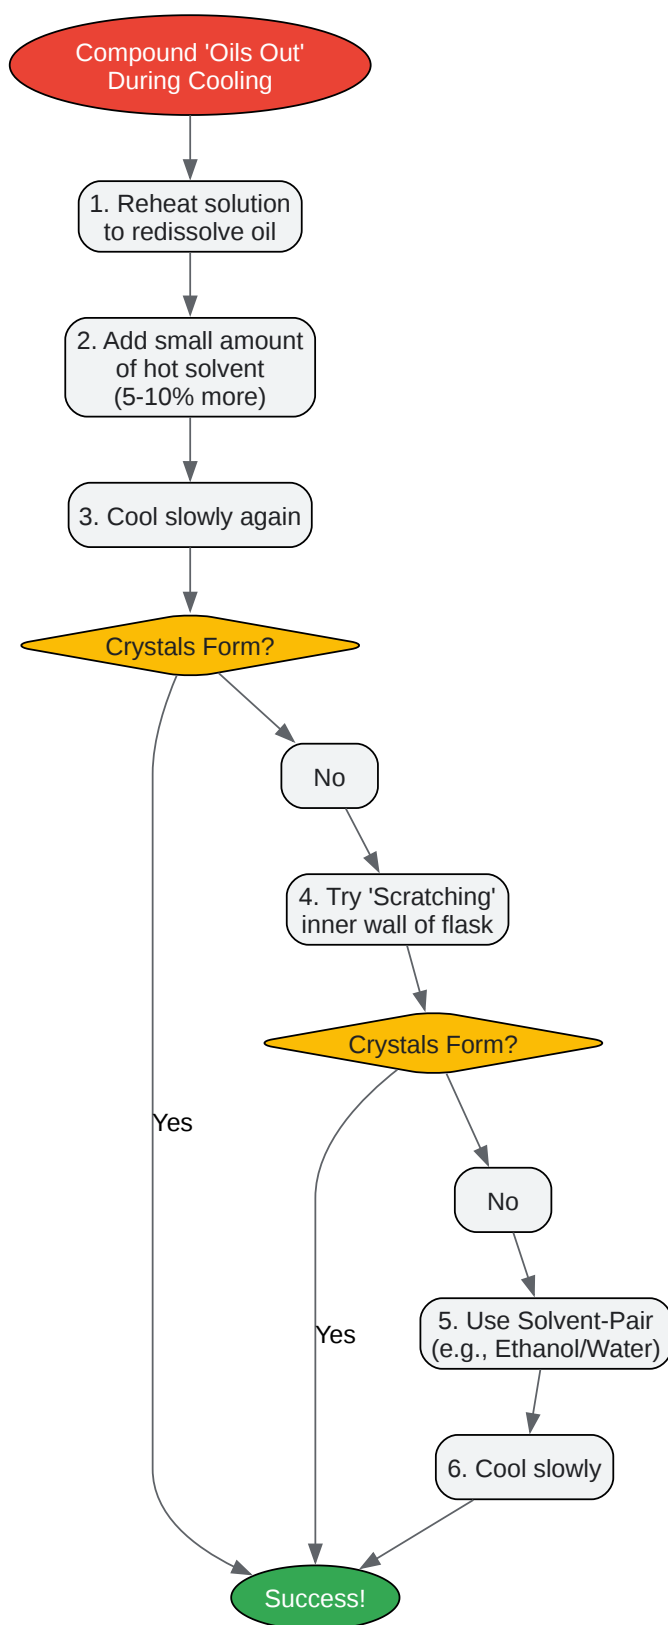 Compound 'Oils Out'
During Cooling
1. Reheat solution
to redissolve oil
2. Add small amount
of hot solvent
(5-10% more)
3. Cool slowly again
Crystals Form?
No
4. Try 'Scratching'
inner wall of flask
Crystals Form?
Yes
No
5. Use Solvent-Pair
(e.g., Ethanol/Water)
Yes
6. Cool slowly
Success!